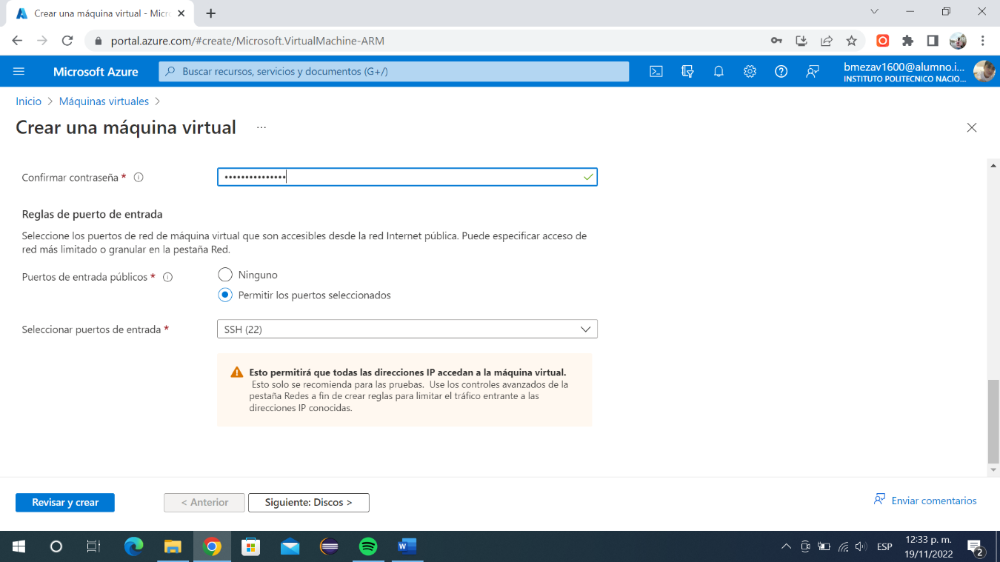 Crear una máquina virtual - Micr
portal.azure.com/#create/Microsoft.VirtualMachine-ARM
Microsoft Azure
Buscar recursos, servicios y documentos (G+/)
bmezav1600@alumno.i...
INSTITUTO POLITECNICO NACIO...
Inicio > Máquinas virtuales >
Crear una máquina virtual ...
Confirmar contraseña *
•••••••••••••••
Reglas de puerto de entrada
Seleccione los puertos de red de máquina virtual que son accesibles desde la red Internet pública. Puede especificar acceso de
red más limitado o granular en la pestaña Red.
Puertos de entrada públicos *
Ninguno
Permitir los puertos seleccionados
Seleccionar puertos de entrada *
SSH (22)
Esto permitirá que todas las direcciones IP accedan a la máquina virtual.
Esto solo se recomienda para las pruebas. Use los controles avanzados de la
pestaña Redes a fin de crear reglas para limitar el tráfico entrante a las
direcciones IP conocidas.
Revisar y crear
< Anterior
Siguiente: Discos >
Enviar comentarios
ESP
12:33 p. m.
19/11/2022
2